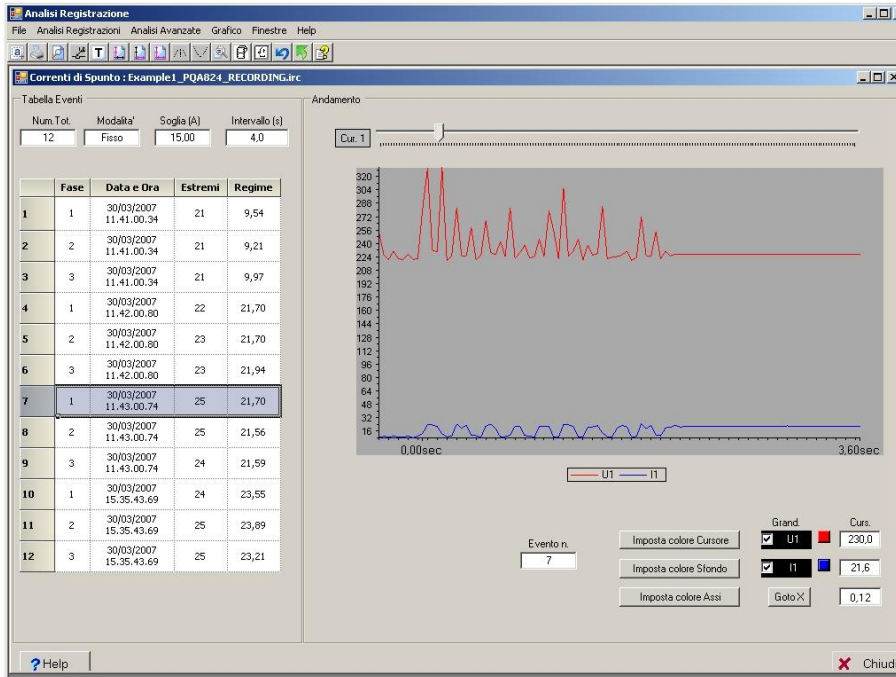 Analisi Registrazione
File Analisi Registrazioni Analisi Avanzate Grafico Finestre Help
T
Correnti di Spunto : Example1_PQA824_RECORDING.irc
Tabella Eventi
Num.Tot. Modalita' Soglia (A) Intervallo (s)
12 Fisso 15,00 4,0
Fase Data e Ora Estremi Regime
1 1 30/03/2007 11.41.00.34 21 9,54
2 2 30/03/2007 11.41.00.34 21 9,21
3 3 30/03/2007 11.41.00.34 21 9,97
4 1 30/03/2007 11.42.00.80 22 21,70
5 2 30/03/2007 11.42.00.80 23 21,70
6 3 30/03/2007 11.42.00.80 23 21,94
7 1 30/03/2007 11.43.00.74 25 21,70
8 2 30/03/2007 11.43.00.74 25 21,56
9 3 30/03/2007 11.43.00.74 24 21,59
10 1 30/03/2007 15.35.43.69 24 23,55
11 2 30/03/2007 15.35.43.69 25 23,89
12 3 30/03/2007 15.35.43.69 25 23,21
Andamento
Cur. 1
320
304
288
272
256
240
224
208
192
176
160
144
128
112
96
80
64
48
32
16
0,00sec 3,60sec
U1 I1
Evento n.
7
Imposta colore Cursore
Imposta colore Sfondo
Imposta colore Assi
Grand. Curs.
U1 230,0
I1 21,6
Goto X 0,12
? Help
Chiud